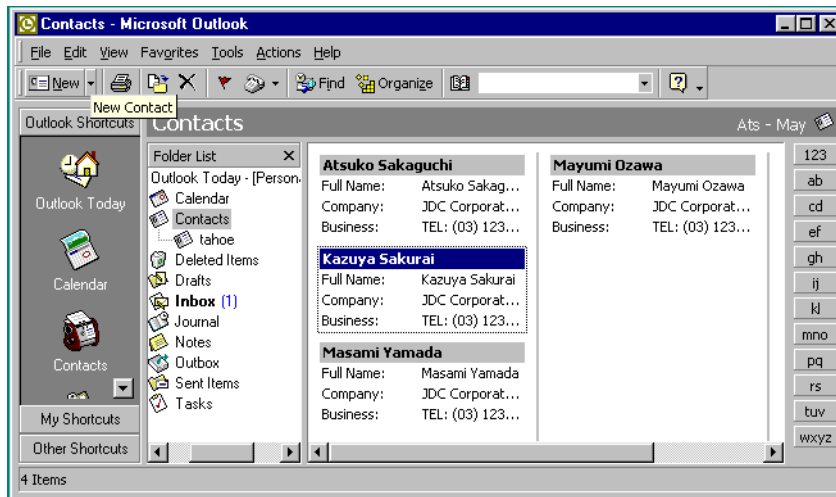 Contacts - Microsoft Outlook
File Edit View Favorites Tools Actions Help
New Find Organize
New Contact
Outlook Shortcuts
Contacts
Ats - May
Outlook Today
Calendar
Contacts
My Shortcuts
Other Shortcuts
Folder List
Outlook Today - [Person
Calendar
Contacts
tahoe
Deleted Items
Drafts
Inbox (1)
Journal
Notes
Outbox
Sent Items
Tasks
Atsuko Sakaguchi
Full Name: Atsuko Sakag...
Company: JDC Corporat...
Business: TEL: (03) 123...
Kazuya Sakurai
Full Name: Kazuya Sakurai
Company: JDC Corporat...
Business: TEL: (03) 123...
Masami Yamada
Full Name: Masami Yamada
Company: JDC Corporat...
Business: TEL: (03) 123...
Mayumi Ozawa
Full Name: Mayumi Ozawa
Company: JDC Corporat...
Business: TEL: (03) 123...
123
ab
cd
ef
gh
ij
kl
mno
pq
rs
tuv
wxyz
4 Items